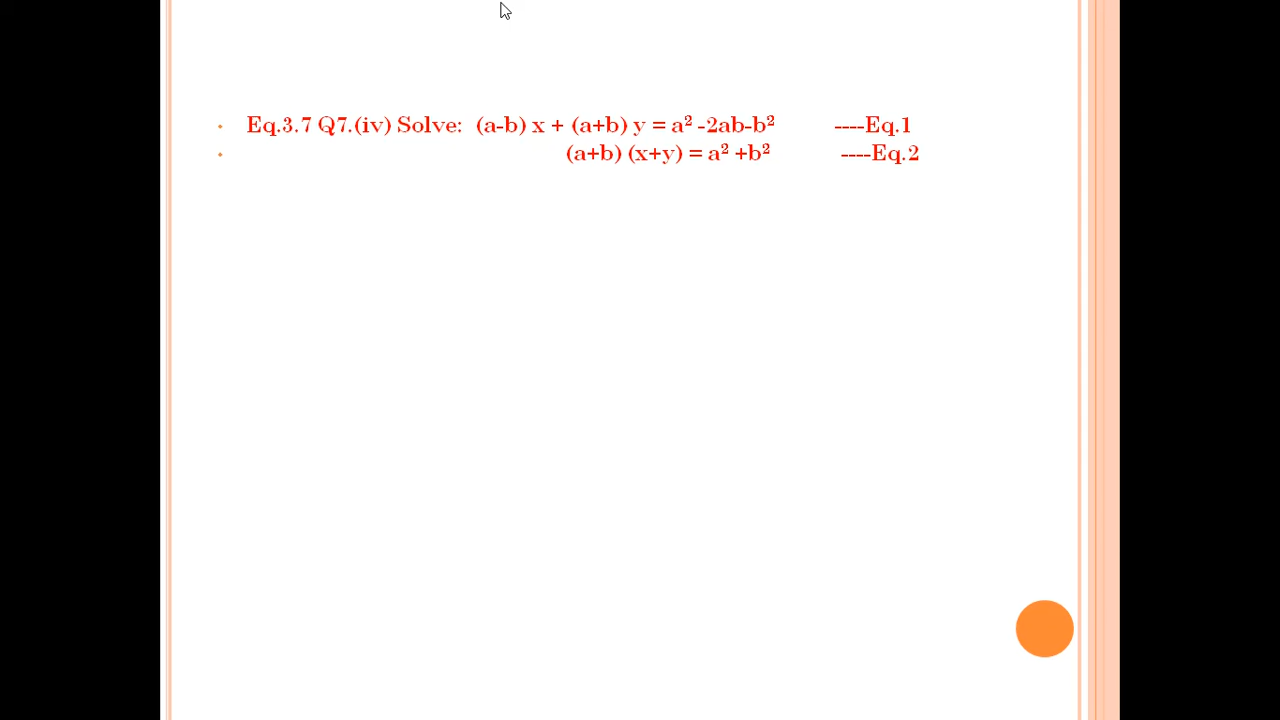 • Eq.3.7 Q7.(iv) Solve: (a-b) x + (a+b) y = a² -2ab-b² ----Eq.1
• (a+b) (x+y) = a² +b² ----Eq.2